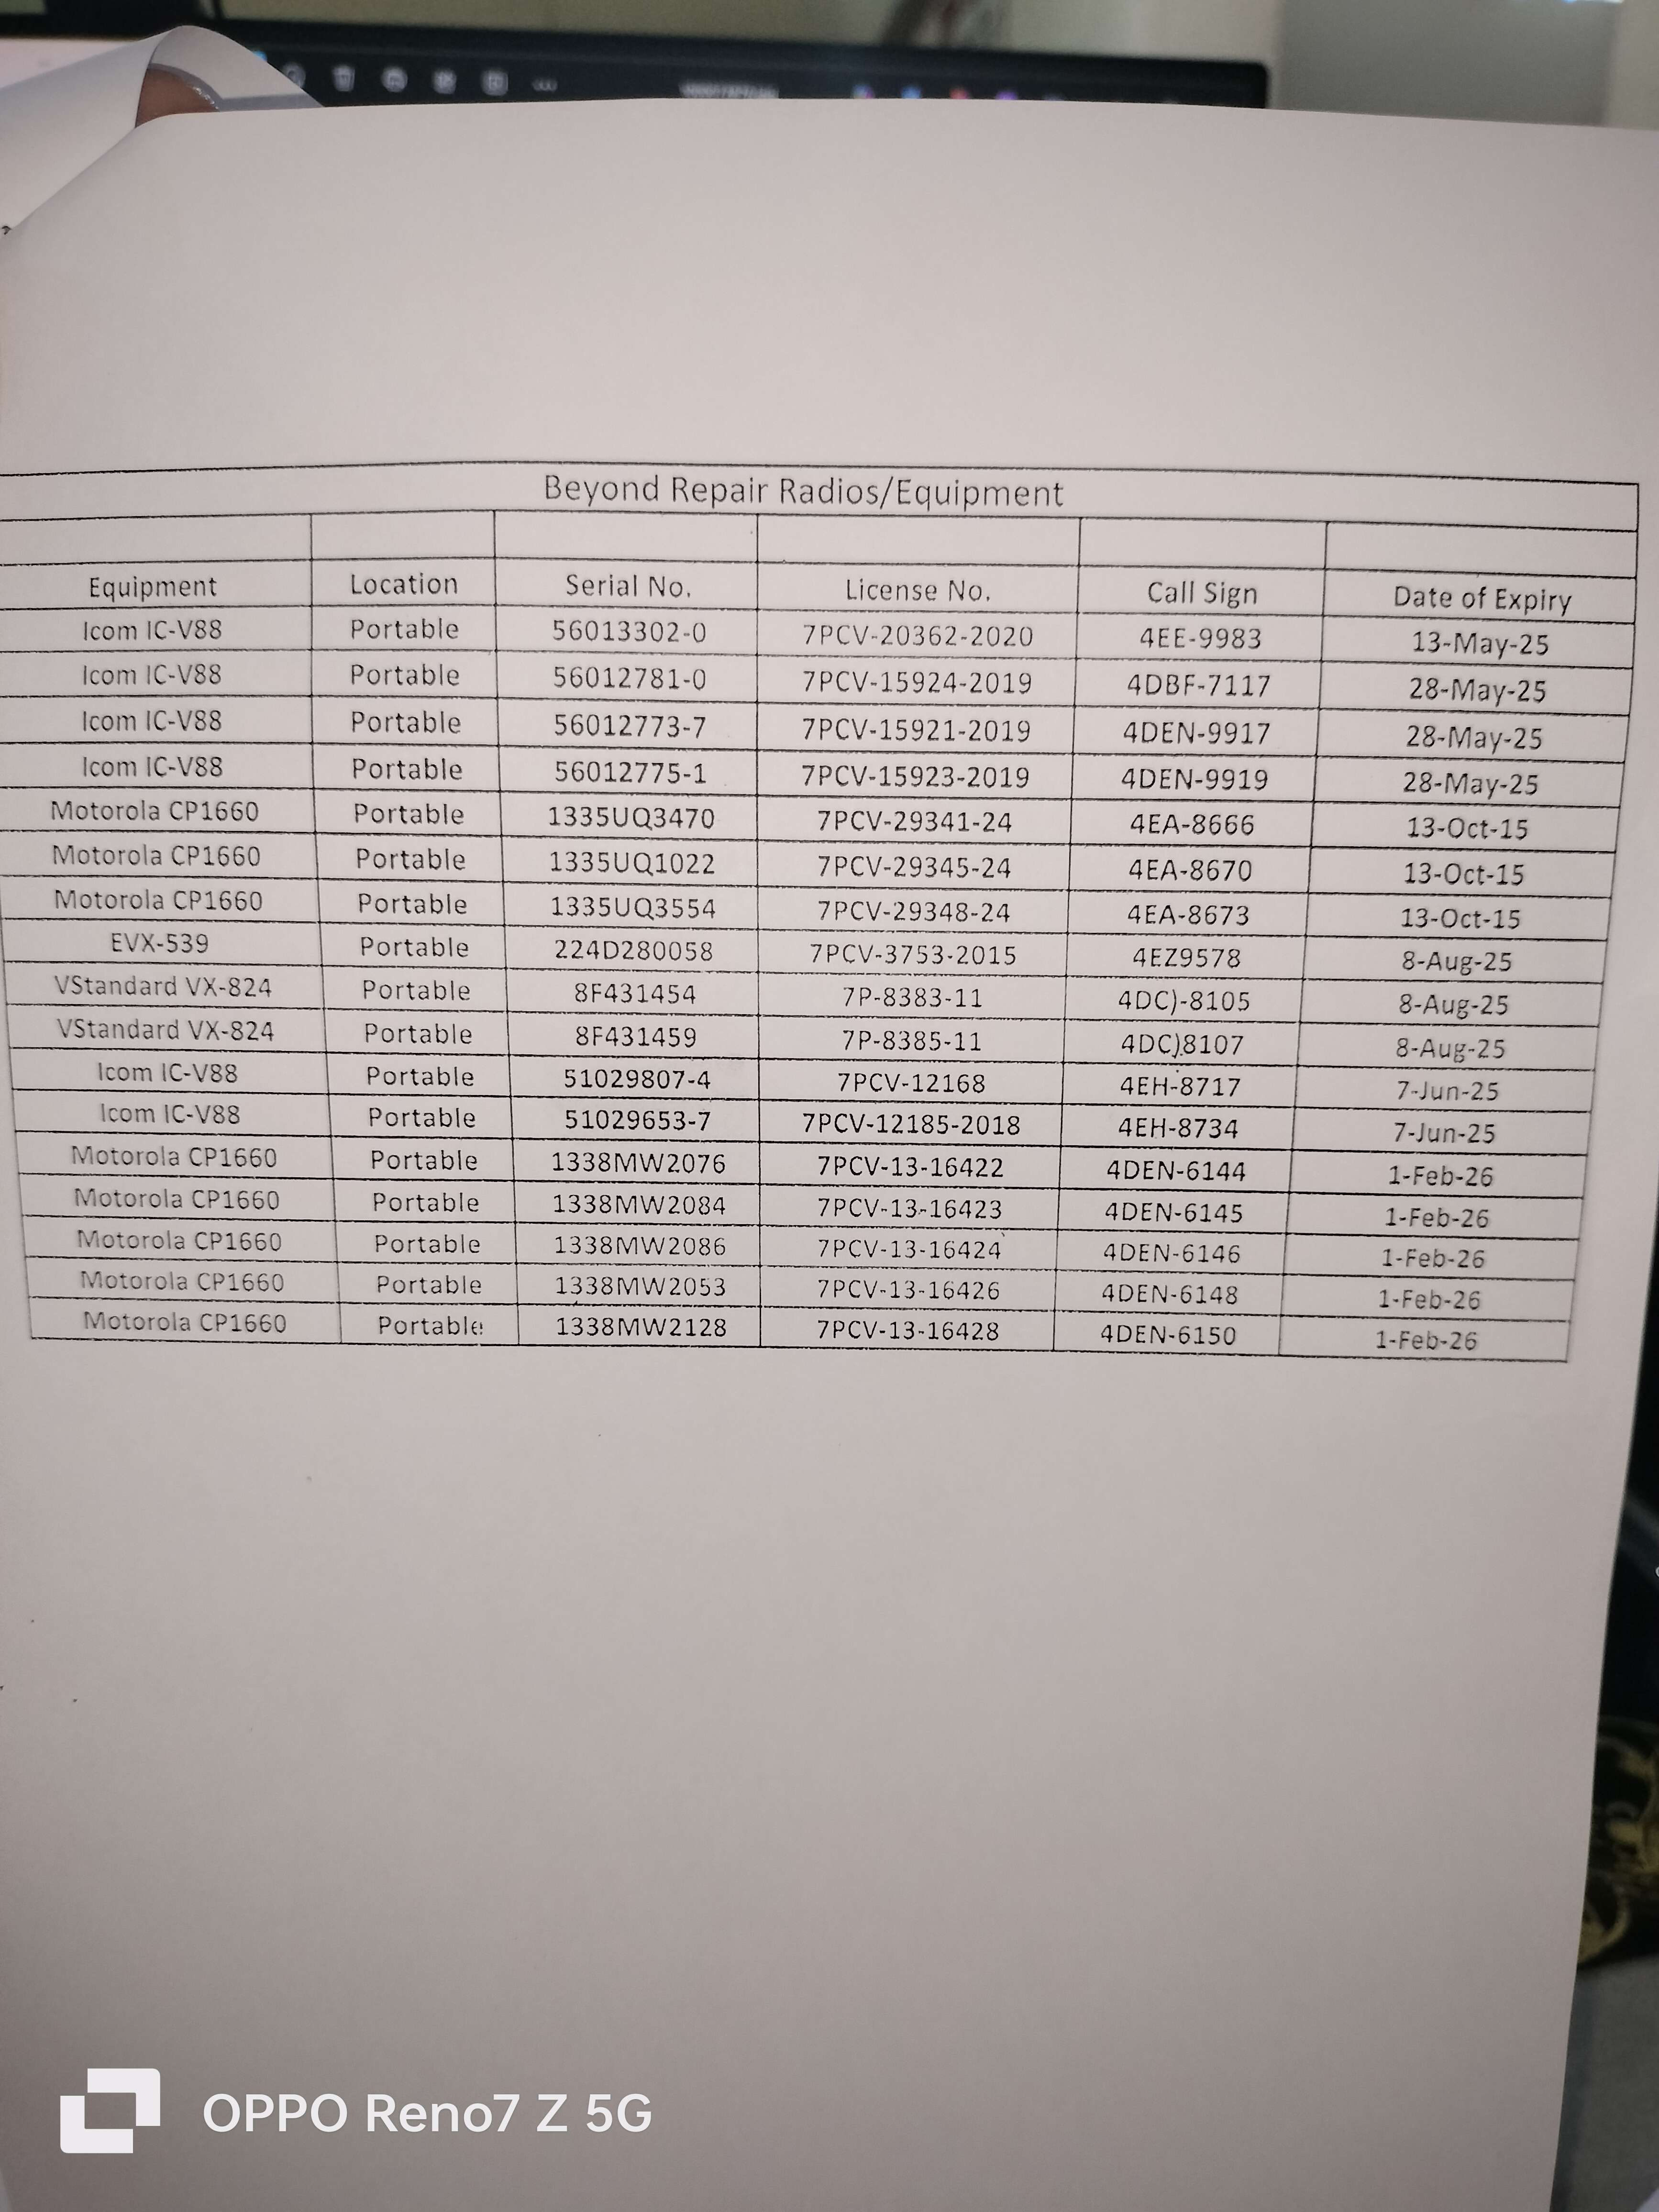 Beyond Repair Radios/Equipment
Equipment Location Serial No. License No. Call Sign Date of Expiry
Icom IC-V88 Portable 56013302-0 7PCV-20362-2020 4EE-9983 13-May-25
Icom IC-V88 Portable 56012781-0 7PCV-15924-2019 4DBF-7117 28-May-25
Icom IC-V88 Portable 56012773-7 7PCV-15921-2019 4DEN-9917 28-May-25
Icom IC-V88 Portable 56012775-1 7PCV-15923-2019 4DEN-9919 28-May-25
Motorola CP1660 Portable 1335UQ3470 7PCV-29341-24 4EA-8666 13-Oct-15
Motorola CP1660 Portable 1335UQ1022 7PCV-29345-24 4EA-8670 13-Oct-15
Motorola CP1660 Portable 1335UQ3554 7PCV-29348-24 4EA-8673 13-Oct-15
EVX-539 Portable 224D280058 7PCV-3753-2015 4EZ9578 8-Aug-25
VStandard VX-824 Portable 8F431454 7P-8383-11 4DC)-8105 8-Aug-25
VStandard VX-824 Portable 8F431459 7P-8385-11 4DC)8107 8-Aug-25
Icom IC-V88 Portable 51029807-4 7PCV-12168 4EH-8717 7-Jun-25
Icom IC-V88 Portable 51029653-7 7PCV-12185-2018 4EH-8734 7-Jun-25
Motorola CP1660 Portable 1338MW2076 7PCV-13-16422 4DEN-6144 1-Feb-26
Motorola CP1660 Portable 1338MW2084 7PCV-13-16423 4DEN-6145 1-Feb-26
Motorola CP1660 Portable 1338MW2086 7PCV-13-16424 4DEN-6146 1-Feb-26
Motorola CP1660 Portable 1338MW2053 7PCV-13-16426 4DEN-6148 1-Feb-26
Motorola CP1660 Portable 1338MW2128 7PCV-13-16428 4DEN-6150 1-Feb-26
OPPO Reno7 Z 5G